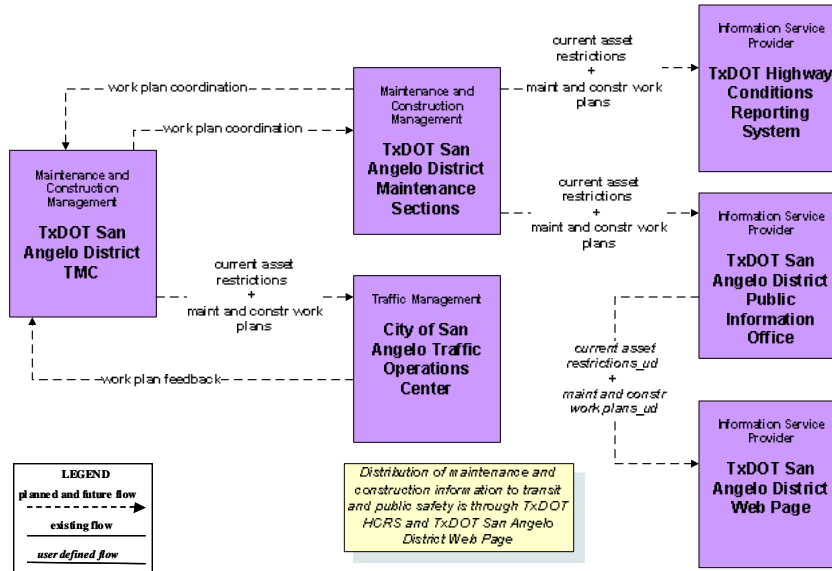 Maintenance and
Construction
Management
TxDOT San
Angelo District
TMC
work plan coordination
work plan coordination
Maintenance and
Construction
Management
TxDOT San
Angelo District
Maintenance
Sections
current asset
restrictions
+
maint and constr work
plans
Information Service
Provider
TxDOT Highway
Conditions
Reporting
System
current asset
restrictions
+
maint and constr work
plans
Information Service
Provider
TxDOT San
Angelo District
Public
Information
Office
current asset
restrictions
+
maint and constr work
plans
Traffic Management
City of San
Angelo Traffic
Operations
Center
work plan feedback
current asset
restrictions_ud
+
maint and constr
work plans_ud
Information Service
Provider
TxDOT San
Angelo District
Web Page
LEGEND
planned and future flow
existing flow
user defined flow
Distribution of maintenance and
construction information to transit
and public safety is through TxDOT
HCRS and TxDOT San Angelo
District Web Page